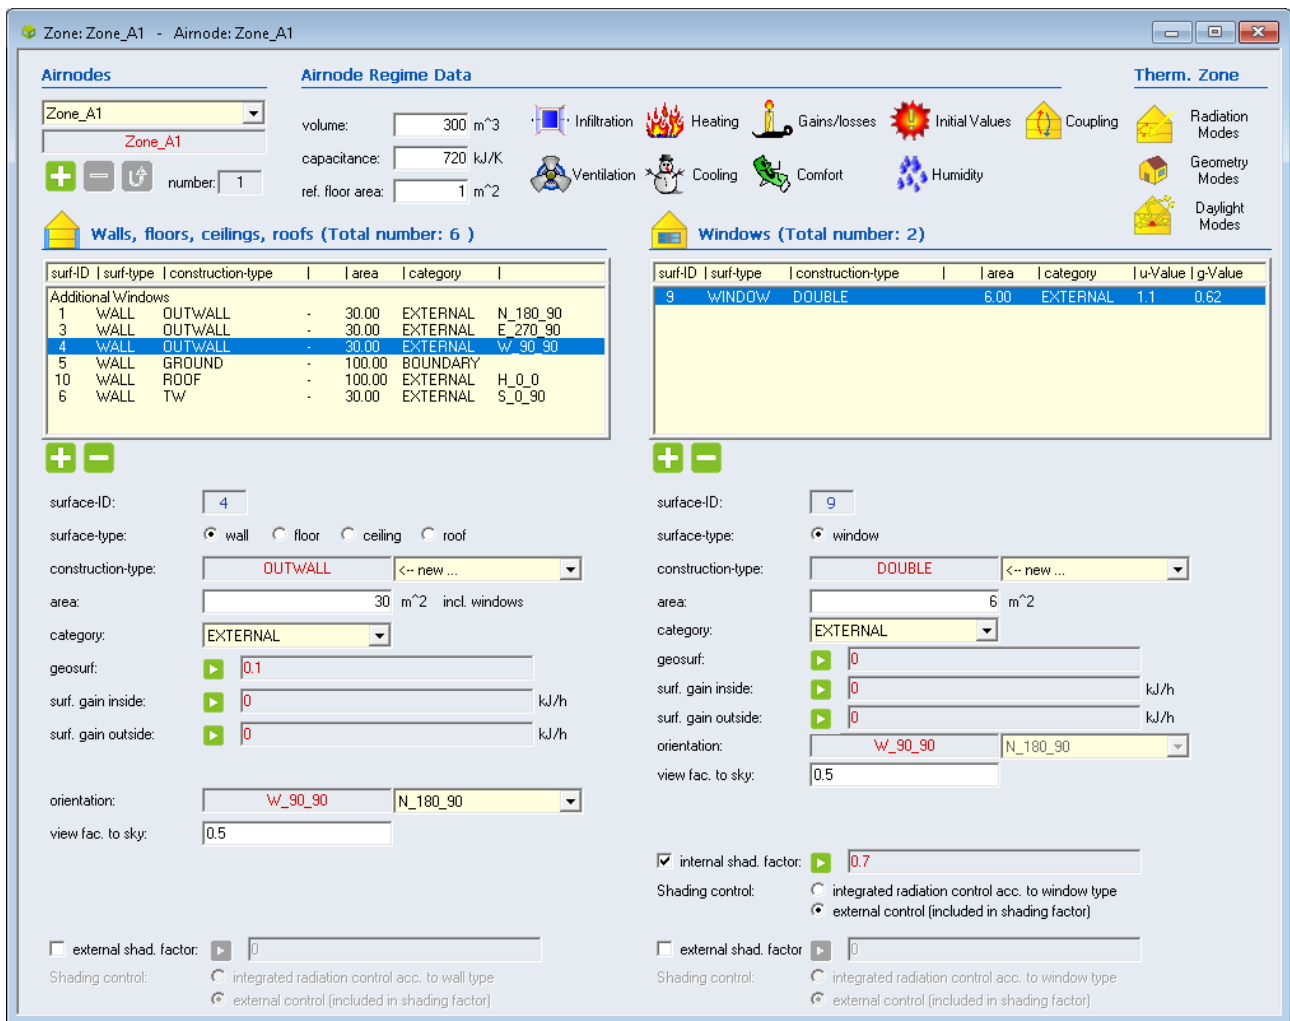 Zone: Zone_A1 - Airnode: Zone_A1
Airnodes
Airnode Regime Data
Therm. Zone
Zone_A1
Zone_A1
number: 1
volume: 300 m^3
capacitance: 720 kJ/K
ref. floor area: 1 m^2
Infiltration
Heating
Gains/losses
Initial Values
Coupling
Ventilation
Cooling
Comfort
Humidity
Radiation
Modes
Geometry
Modes
Daylight
Modes
Walls, floors, ceilings, roofs (Total number: 6 )
surf-ID | surf-type | construction-type | | area | category |
Additional Windows
1 WALL OUTWALL - 30.00 EXTERNAL N_180_90
3 WALL OUTWALL - 30.00 EXTERNAL E_270_90
4 WALL OUTWALL - 30.00 EXTERNAL W_90_90
5 WALL GROUND - 100.00 BOUNDARY
10 WALL ROOF - 100.00 EXTERNAL H_0_0
6 WALL TW - 30.00 EXTERNAL S_0_90
surface-ID: 4
surface-type: wall floor ceiling roof
construction-type: OUTWALL <-- new ...
area: 30 m^2 incl. windows
category: EXTERNAL
geosurf: 0.1
surf. gain inside: 0 kJ/h
surf. gain outside: 0 kJ/h
orientation: W_90_90 N_180_90
view fac. to sky: 0.5
external shad. factor: 0
Shading control: integrated radiation control acc. to wall type
external control (included in shading factor)
Windows (Total number: 2)
surf-ID | surf-type | construction-type | | area | category | u-Value | g-Value
9 WINDOW DOUBLE 6.00 EXTERNAL 1.1 0.62
surface-ID: 9
surface-type: window
construction-type: DOUBLE <-- new ...
area: 6 m^2
category: EXTERNAL
geosurf: 0
surf. gain inside: 0 kJ/h
surf. gain outside: 0 kJ/h
orientation: W_90_90 N_180_90
view fac. to sky: 0.5
internal shad. factor: 0.7
Shading control: integrated radiation control acc. to window type
external control (included in shading factor)
external shad. factor 0
Shading control: integrated radiation control acc. to window type
external control (included in shading factor)